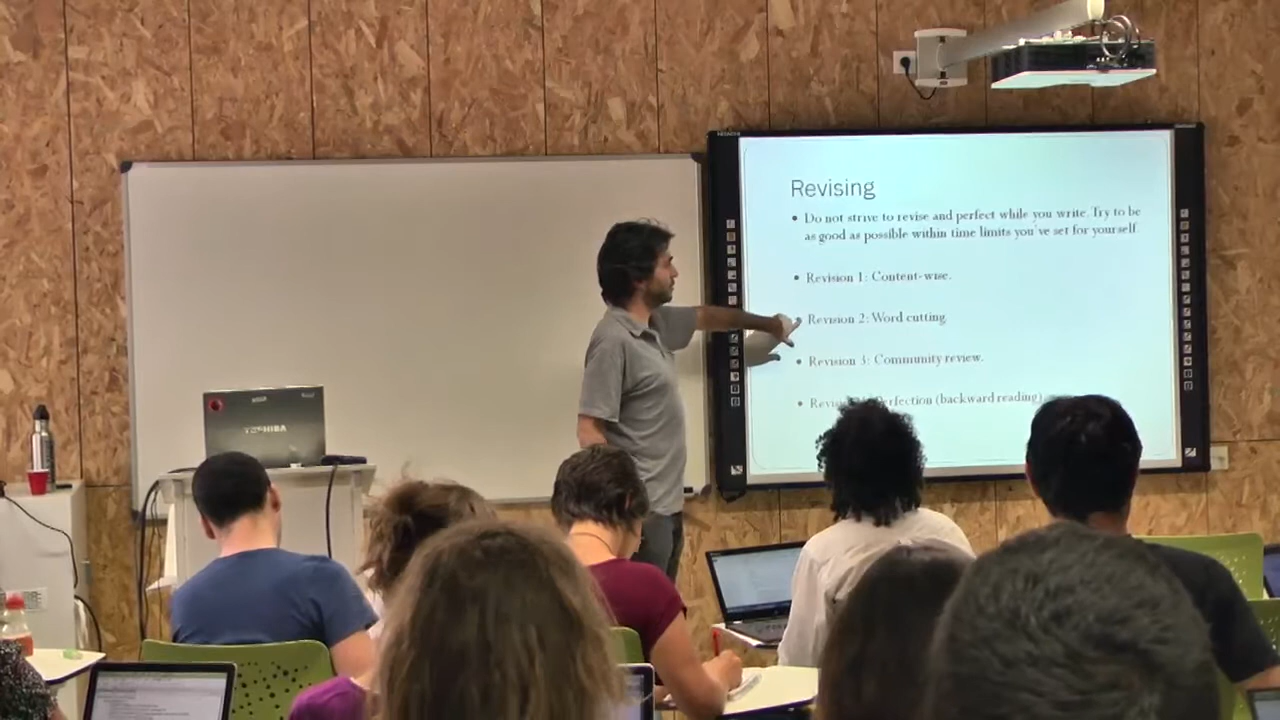 HITACHI
Revising
• Do not strive to revise and perfect while you write. Try to be
as good as possible within time limits you've set for yourself.
• Revision 1: Content-wise.
• Revision 2: Word cutting.
• Revision 3: Community review.
• Perfection (backward reading)
TOSHIBA